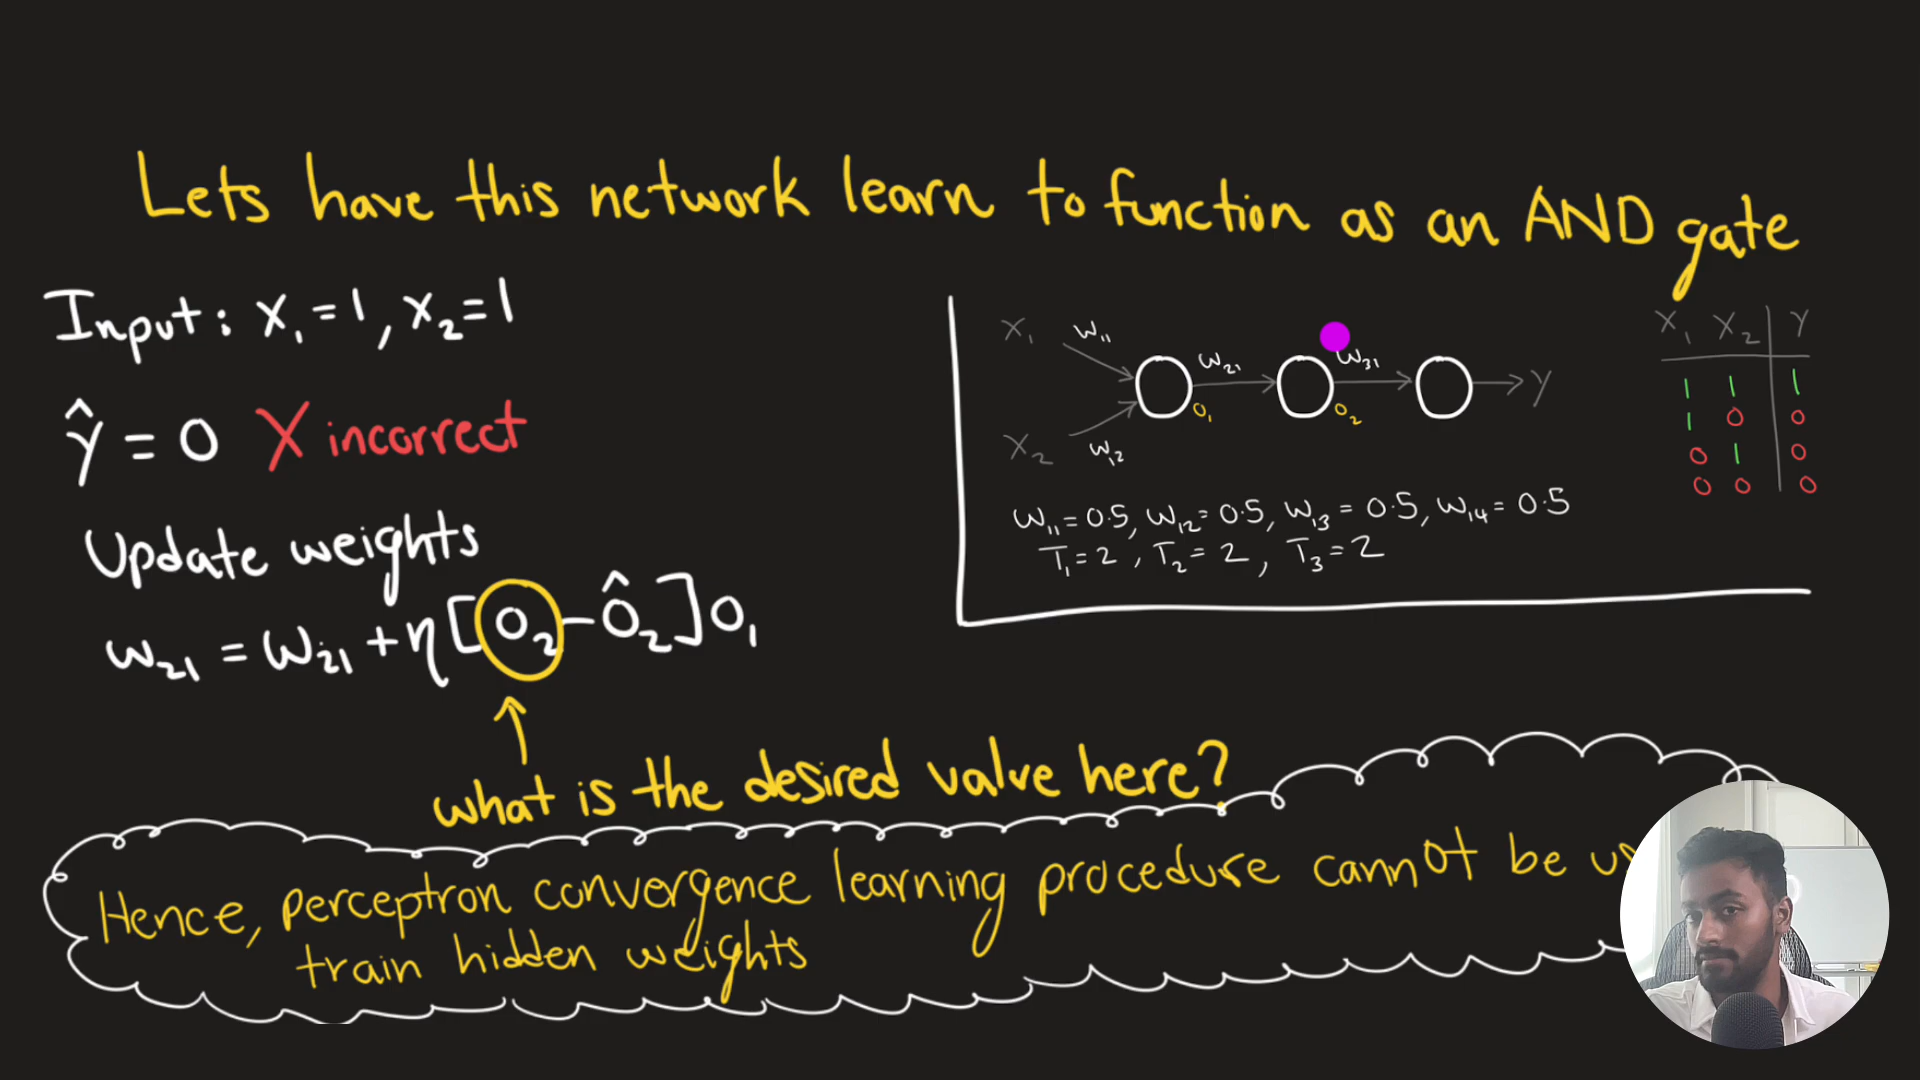 Lets have this network learn to function as an AND gate
Input: X₁=1, X₂=1
Ŷ = 0 X incorrect
Update weights
W₂₁ = W₂₁ + η[O₂ - Ô₂]O₁
what is the desired value here?
Hence, perceptron convergence learning procedure cannot be
train hidden weights
X₁ W₁₁ W₂₁ W₃₁ Y
O₁ O₂
X₂ W₁₂
W₁₁ = 0.5, W₁₂ = 0.5, W₁₃ = 0.5, W₁₄ = 0.5
T₁ = 2, T₂ = 2, T₃ = 2
X₁ X₂ Y
1 1 1
1 0 0
0 1 0
0 0 0